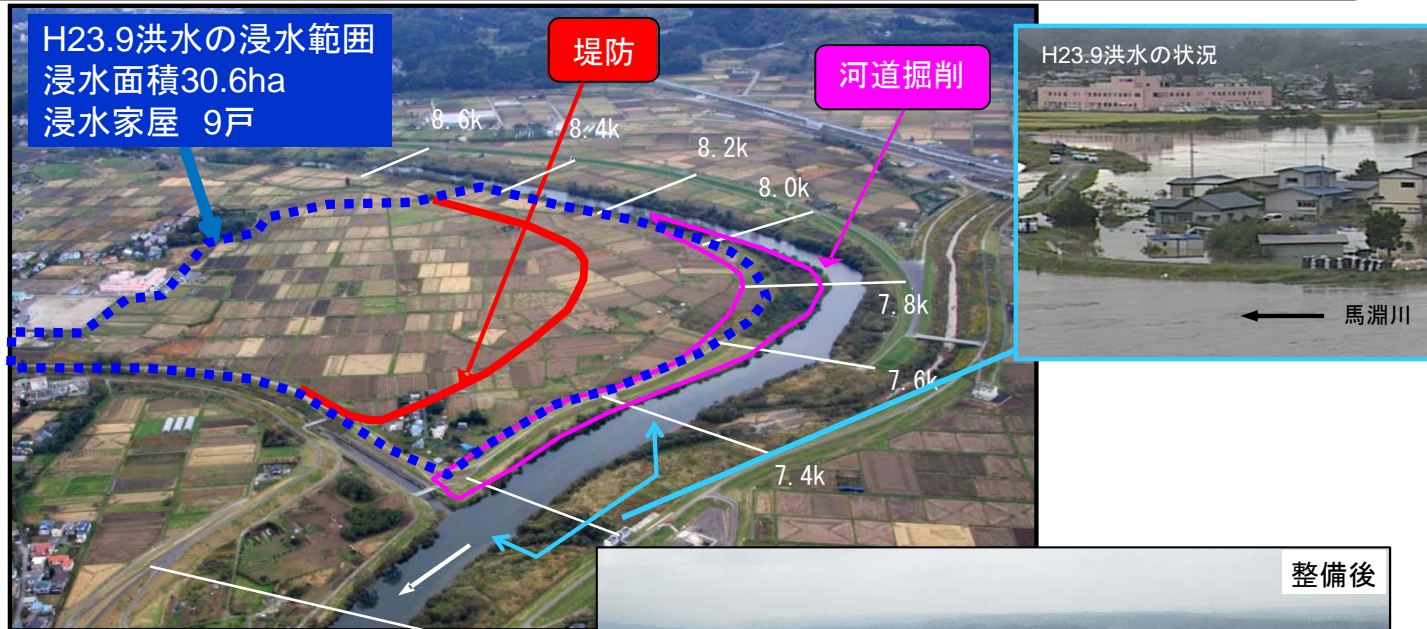 H23.9洪水の浸水範囲
浸水面積30.6ha
浸水家屋 9戸
堤防
河道掘削
H23.9洪水の状況
8.6k
8.4k
8.2k
8.0k
7.8k
7.6k
7.4k
馬淵川
整備後